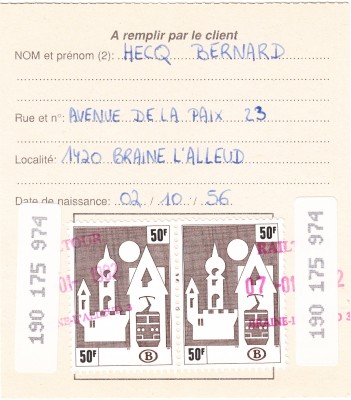 A remplir par le client
NOM et prénom (2): HECQ BERNARD
Rue et n°: AVENUE DE LA PAIX 23
Localité: 1420 BRAINE L'ALLEUD
Date de naissance: 02 / 10 / 56
50F 50F
190 175 974
190 175 974
50F B 50F B